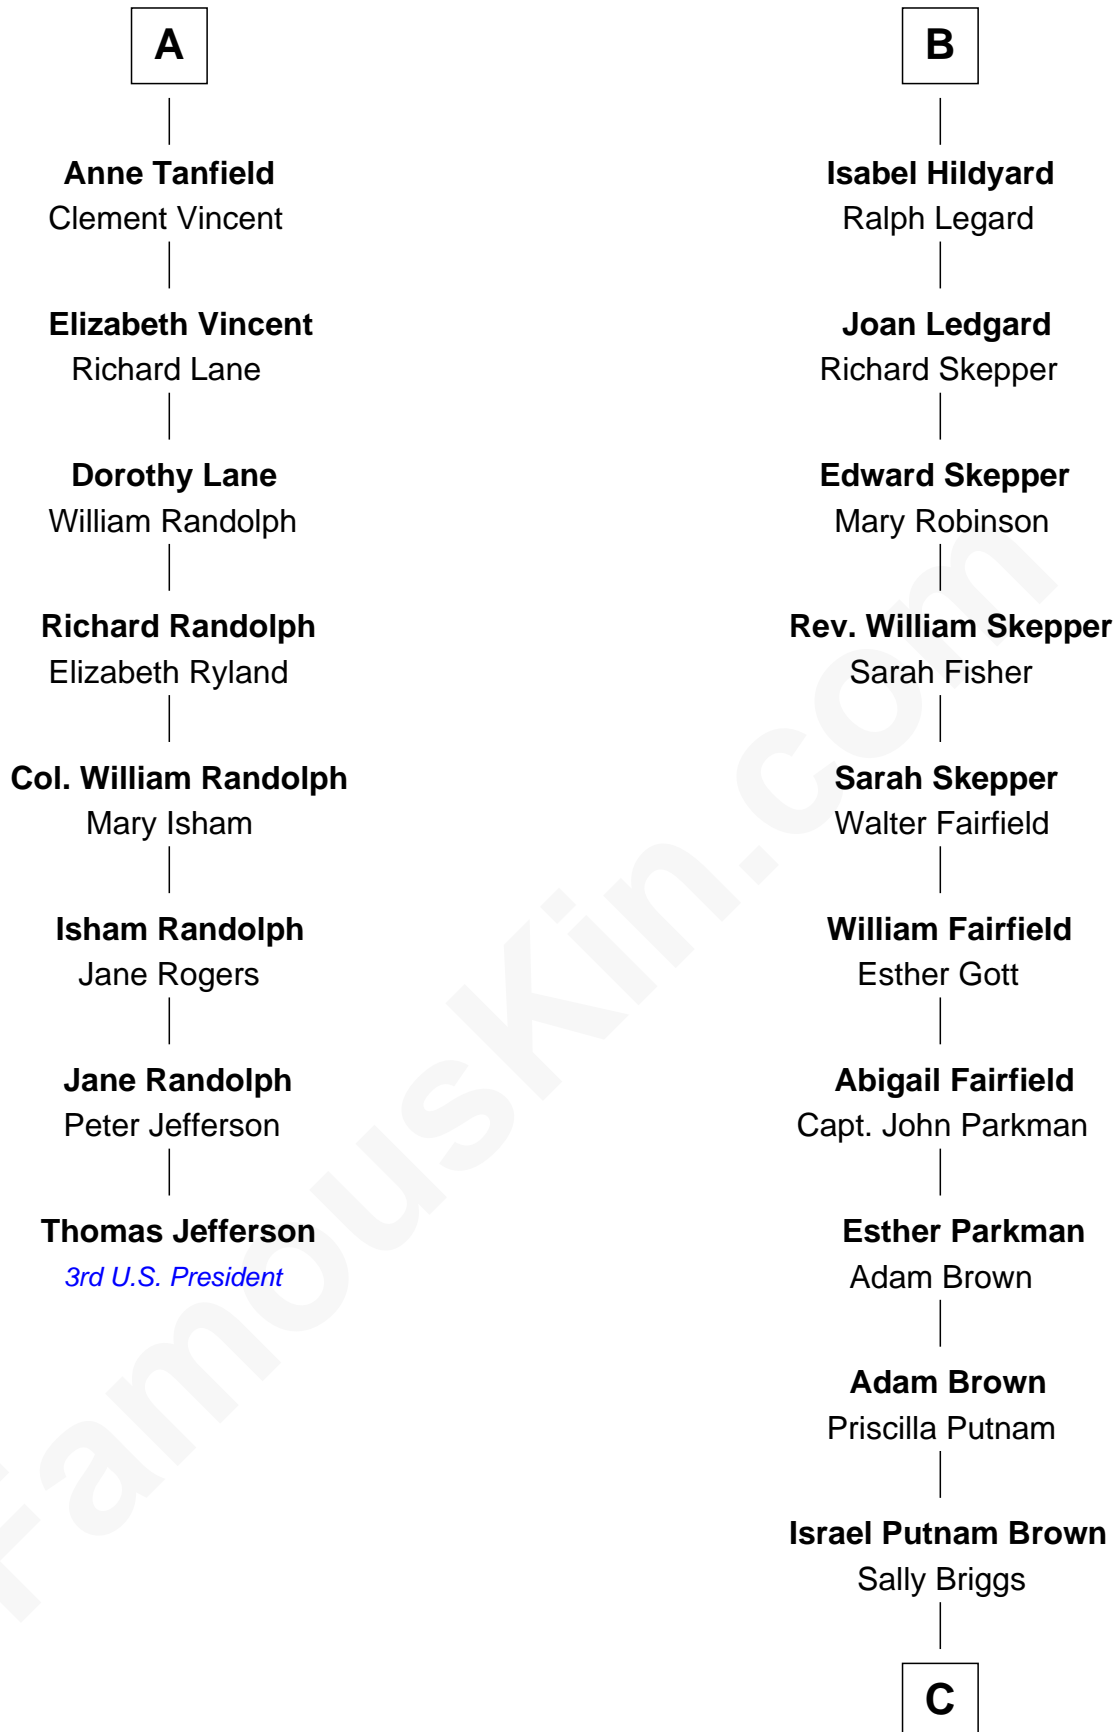 A
Anne Tanfield
Clement Vincent
Elizabeth Vincent
Richard Lane
Dorothy Lane
William Randolph
Richard Randolph
Elizabeth Ryland
Col. William Randolph
Mary Isham
Isham Randolph
Jane Rogers
Jane Randolph
Peter Jefferson
Thomas Jefferson
3rd U.S. President
B
Isabel Hildyard
Ralph Legard
Joan Ledgard
Richard Skepper
Edward Skepper
Mary Robinson
Rev. William Skepper
Sarah Fisher
Sarah Skepper
Walter Fairfield
William Fairfield
Esther Gott
Abigail Fairfield
Capt. John Parkman
Esther Parkman
Adam Brown
Adam Brown
Priscilla Putnam
Israel Putnam Brown
Sally Briggs
C
FamousKin.com